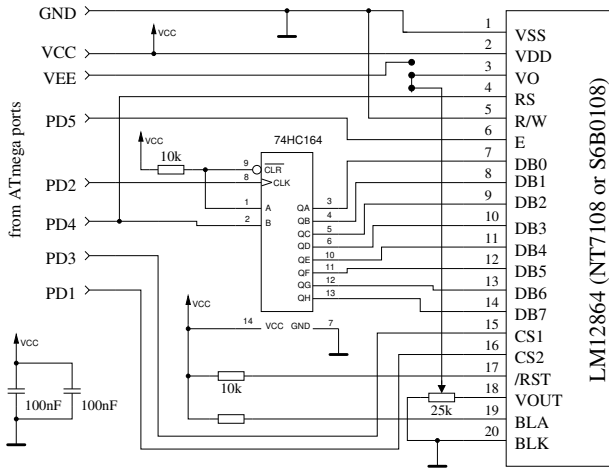 GND
VCC
VEE
PD5
PD2
PD4
PD3
PD1
from ATmega ports
VCC
VCC
10k
74HC164
9
CLR
8
CLK
1
A
2
B
QA
3
QB
4
QC
5
QD
6
QE
10
QF
11
QG
12
QH
13
14
VCC
GND
7
VCC
10k
25k
VCC
100nF
100nF
1
VSS
2
VDD
3
VO
4
RS
5
R/W
6
E
7
DB0
8
DB1
9
DB2
10
DB3
11
DB4
12
DB5
13
DB6
14
DB7
15
CS1
16
CS2
17
/RST
18
VOUT
19
BLA
20
BLK
LM12864 (NT7108 or S6B0108)